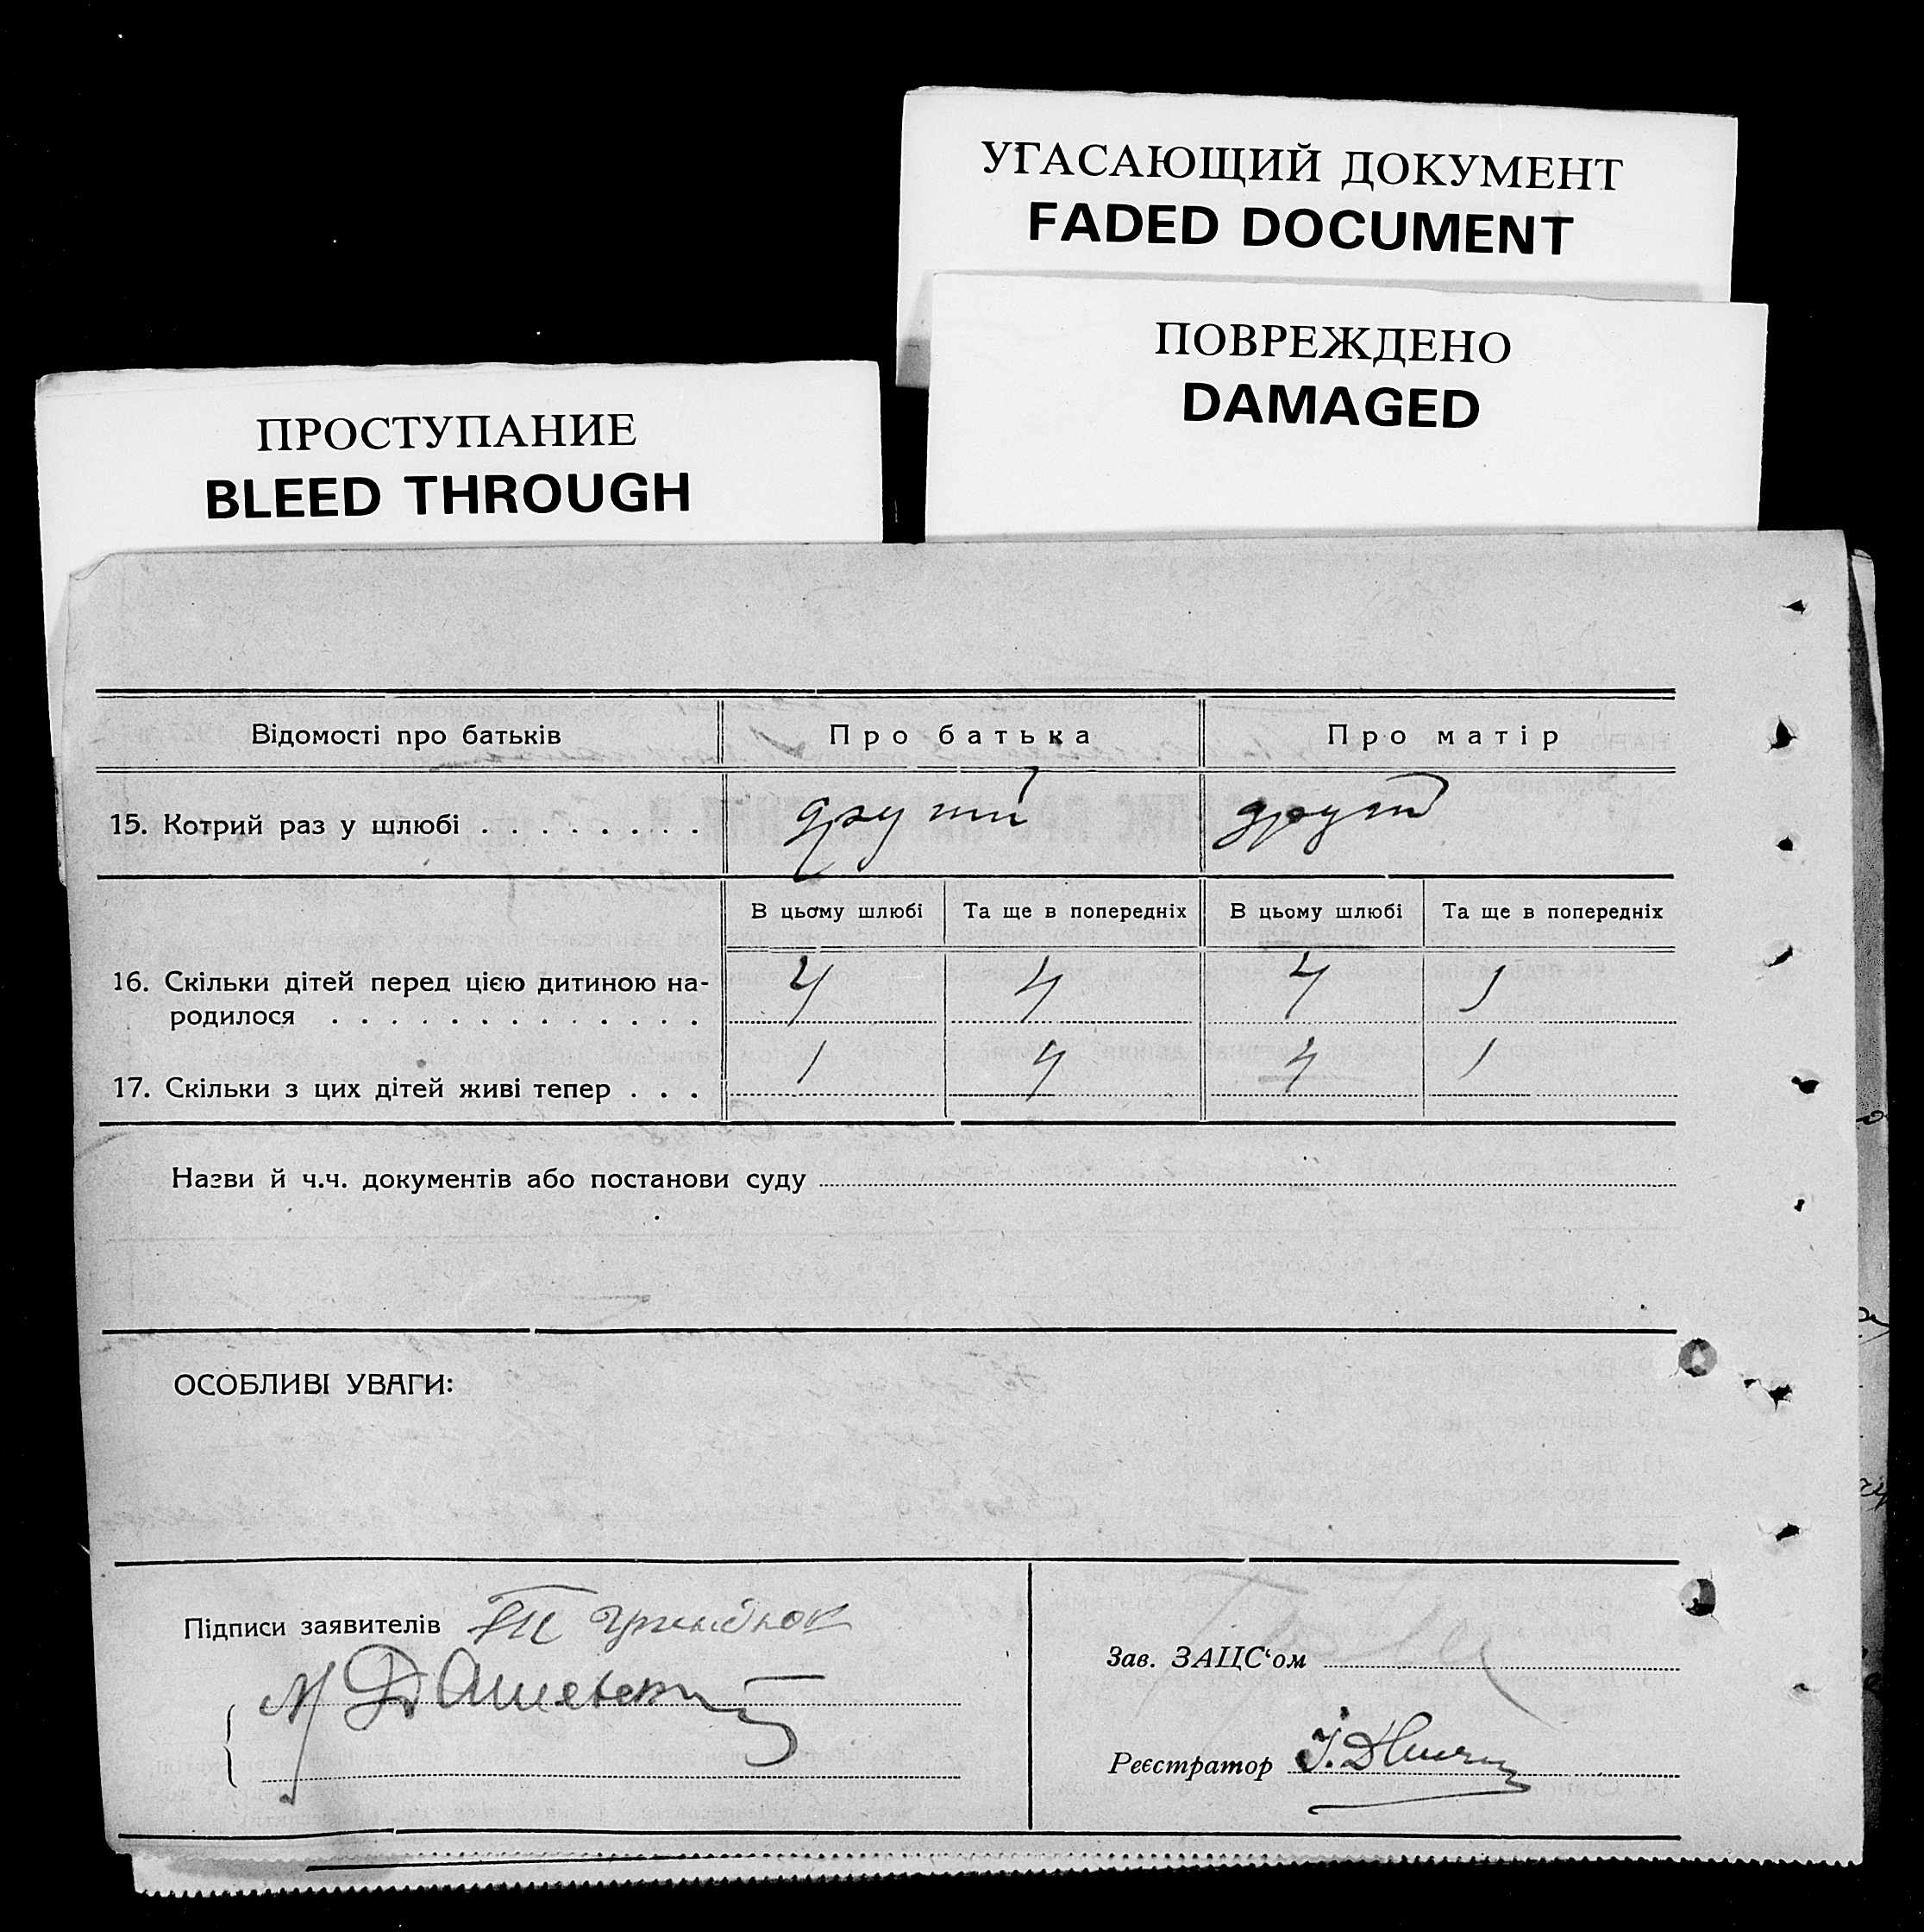 УГАСАЮЩИЙ ДОКУМЕНТ
FADED DOCUMENT
ПОВРЕЖДЕНО
DAMAGED
ПРОСТУПАНИЕ
BLEED THROUGH
Відомості про батьків Про батька Про матір
15. Котрий раз у шлюбі . . . . . . . . другий другий
В цьому шлюбі Та ще в попередніх В цьому шлюбі Та ще в попередніх
16. Скільки дітей перед цією дитиною на-
родилося . . . . . . . . . . . . . 4 4 4 1
17. Скільки з цих дітей живі тепер . . . 1 4 4 1
Назви й ч.ч. документів або постанови суду
ОСОБЛИВІ УВАГИ:
Підписи заявителів
Зав. ЗАЦС‘ом
Реєстратор